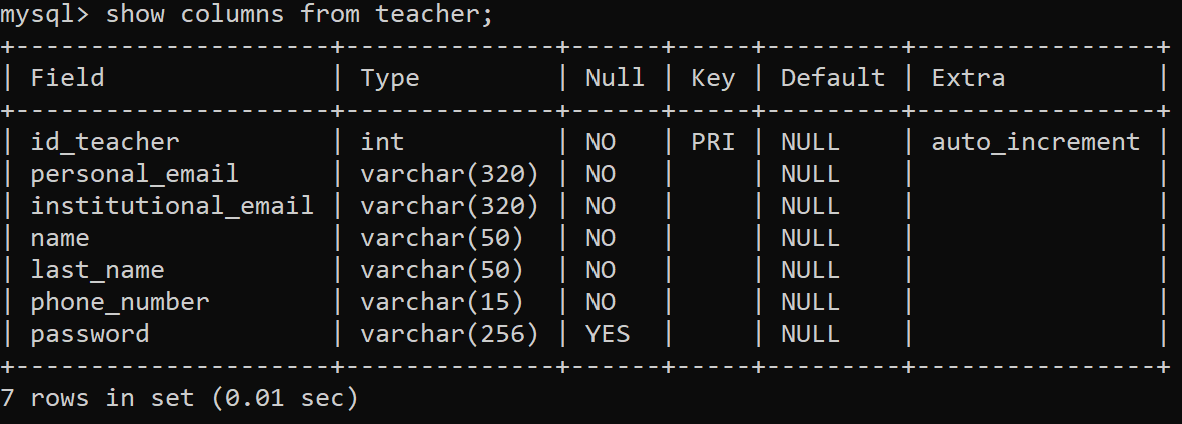 mysql> show columns from teacher;
+---------------------+--------------+------+-----+---------+----------------+
| Field               | Type         | Null | Key | Default | Extra          |
+---------------------+--------------+------+-----+---------+----------------+
| id_teacher          | int          | NO   | PRI | NULL    | auto_increment |
| personal_email      | varchar(320) | NO   |     | NULL    |                |
| institutional_email | varchar(320) | NO   |     | NULL    |                |
| name                | varchar(50)  | NO   |     | NULL    |                |
| last_name           | varchar(50)  | NO   |     | NULL    |                |
| phone_number        | varchar(15)  | NO   |     | NULL    |                |
| password            | varchar(256) | YES  |     | NULL    |                |
+---------------------+--------------+------+-----+---------+----------------+
7 rows in set (0.01 sec)